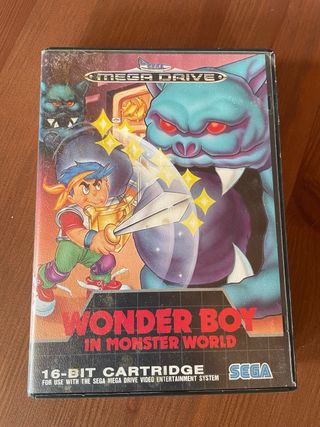 SEGA
MEGA DRIVE
WONDER BOY
IN MONSTER WORLD
16-BIT CARTRIDGE
FOR USE WITH THE SEGA MEGA DRIVE VIDEO ENTERTAINMENT SYSTEM
SEGA